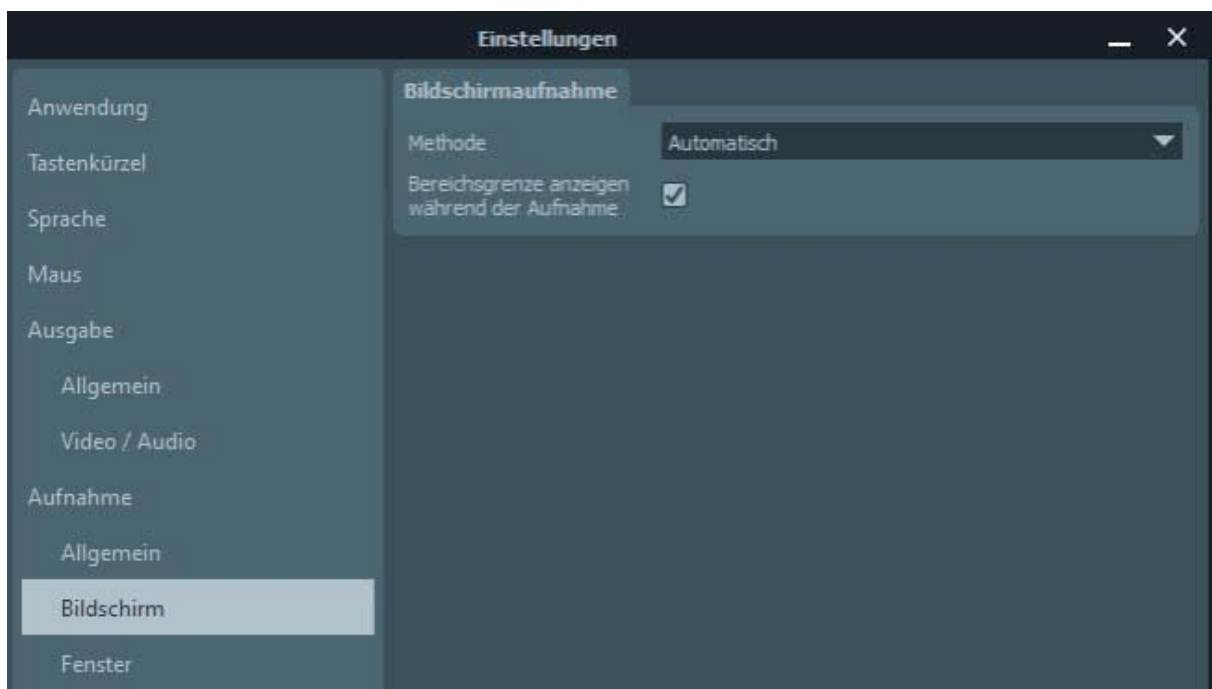 Einstellungen
Anwendung
Tastenkürzel
Sprache
Maus
Ausgabe
Allgemein
Video / Audio
Aufnahme
Allgemein
Bildschirm
Fenster
Bildschirmaufnahme
Methode
Automatisch
Bereichsgrenze anzeigen
während der Aufnahme